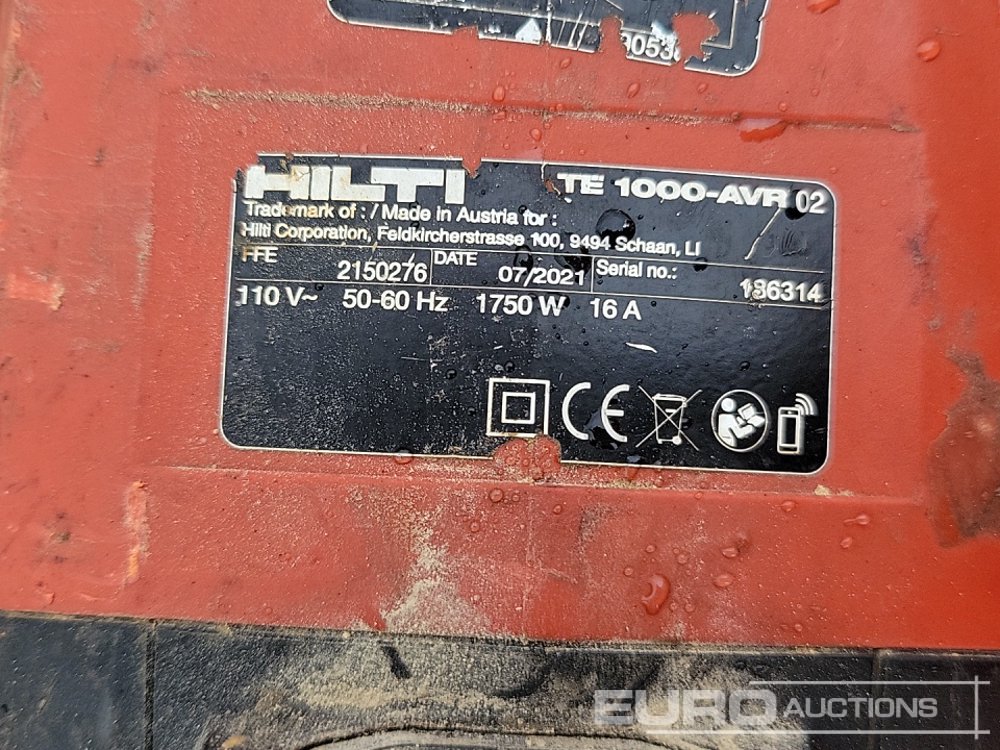 HILTI TE 1000-AVR 02
Trademark of : / Made in Austria for :
Hilti Corporation, Feldkircherstrasse 100, 9494 Schaan, LI
2150276 DATE 07/2021 Serial no.: 186314
110 V~ 50-60 Hz 1750 W 16 A
CE
EURO AUCTIONS